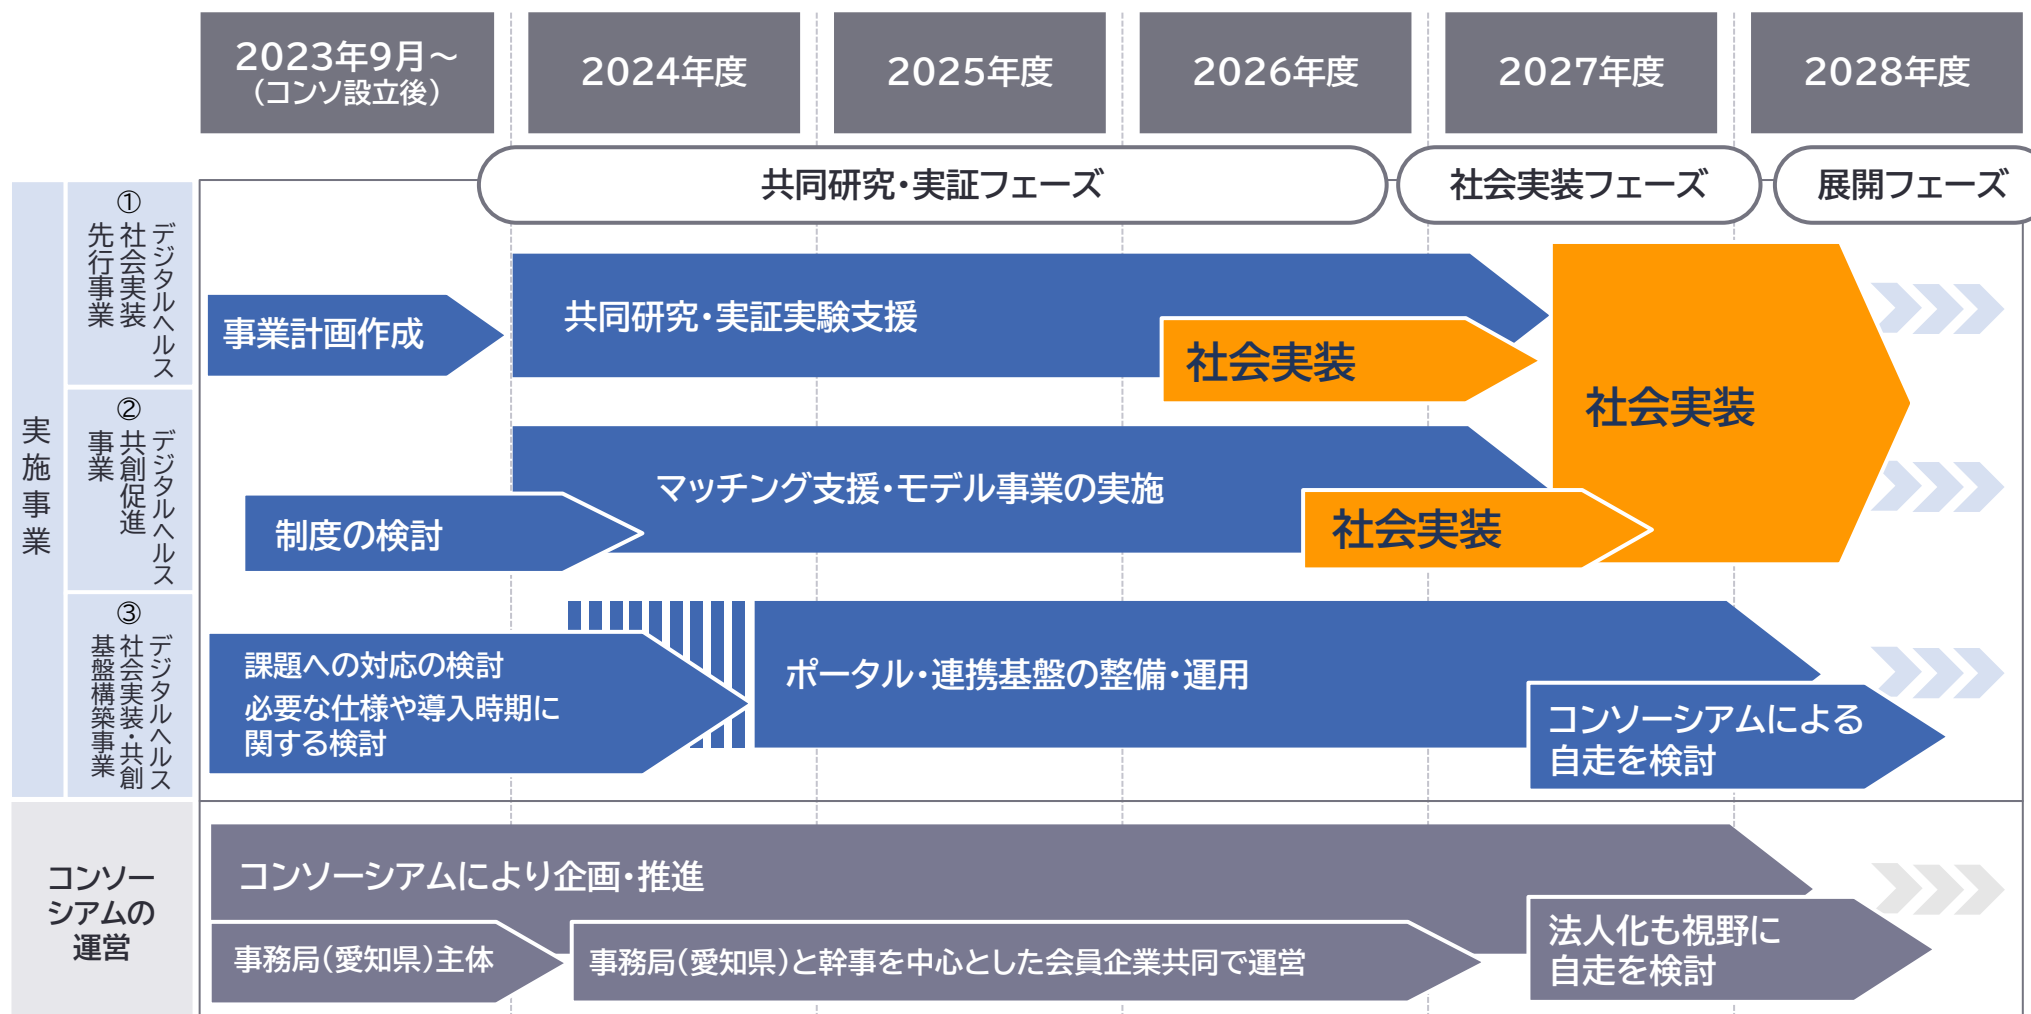 2023年9月～
（コンソ設立後）
2024年度
2025年度
2026年度
2027年度
2028年度
共同研究・実証フェーズ
社会実装フェーズ
展開フェーズ
実施事業
①
デジタルヘルス
社会実装
先行事業
事業計画作成
共同研究・実証実験支援
社会実装
社会実装
②
デジタルヘルス
共創促進
事業
制度の検討
マッチング支援・モデル事業の実施
社会実装
③
デジタルヘルス
社会実装・共創
基盤構築事業
課題への対応の検討
必要な仕様や導入時期に
関する検討
ポータル・連携基盤の整備・運用
コンソーシアムによる
自走を検討
コンソー
シアムの
運営
コンソーシアムにより企画・推進
事務局（愛知県）主体
事務局（愛知県）と幹事を中心とした会員企業共同で運営
法人化も視野に
自走を検討